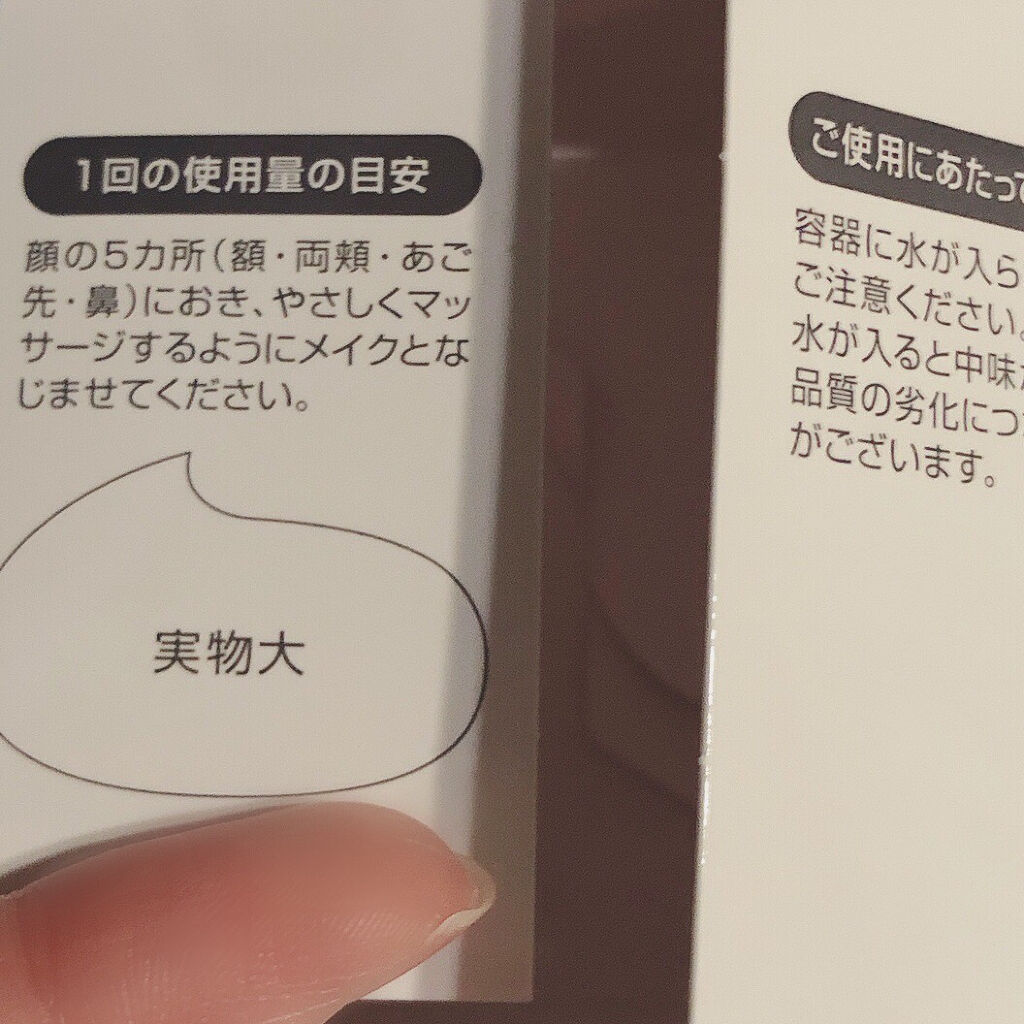 1回の使用量の目安
顔の5カ所(額・両頬・あご
先・鼻)におき、やさしくマッ
サージするようにメイクとな
じませてください。
実物大
ご使用にあたって
容器に水が入ら
ご注意ください。
水が入ると中味が
品質の劣化につ
がございます。